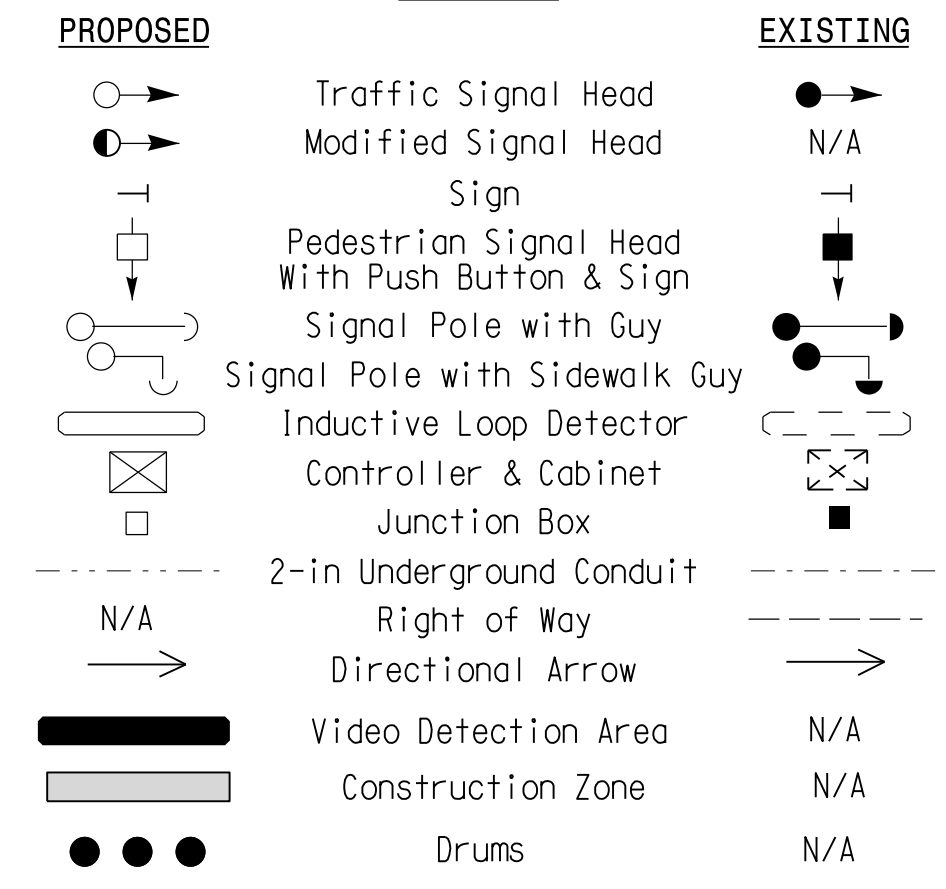 PROPOSED EXISTING
Traffic Signal Head
Modified Signal Head N/A
Sign
Pedestrian Signal Head
With Push Button & Sign
Signal Pole with Guy
Signal Pole with Sidewalk Guy
Inductive Loop Detector
Controller & Cabinet
Junction Box
2-in Underground Conduit
N/A Right of Way
Directional Arrow
Video Detection Area N/A
Construction Zone N/A
Drums N/A